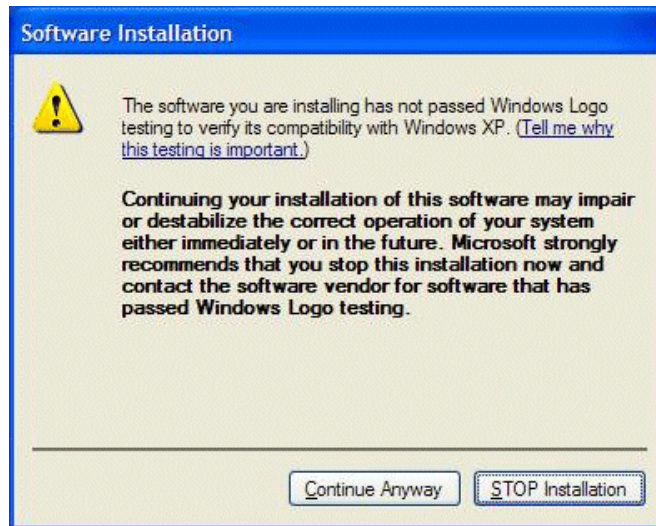 Software Installation
The software you are installing has not passed Windows Logo
testing to verify its compatibility with Windows XP. (Tell me why
this testing is important.)
Continuing your installation of this software may impair
or destabilize the correct operation of your system
either immediately or in the future. Microsoft strongly
recommends that you stop this installation now and
contact the software vendor for software that has
passed Windows Logo testing.
Continue Anyway
STOP Installation